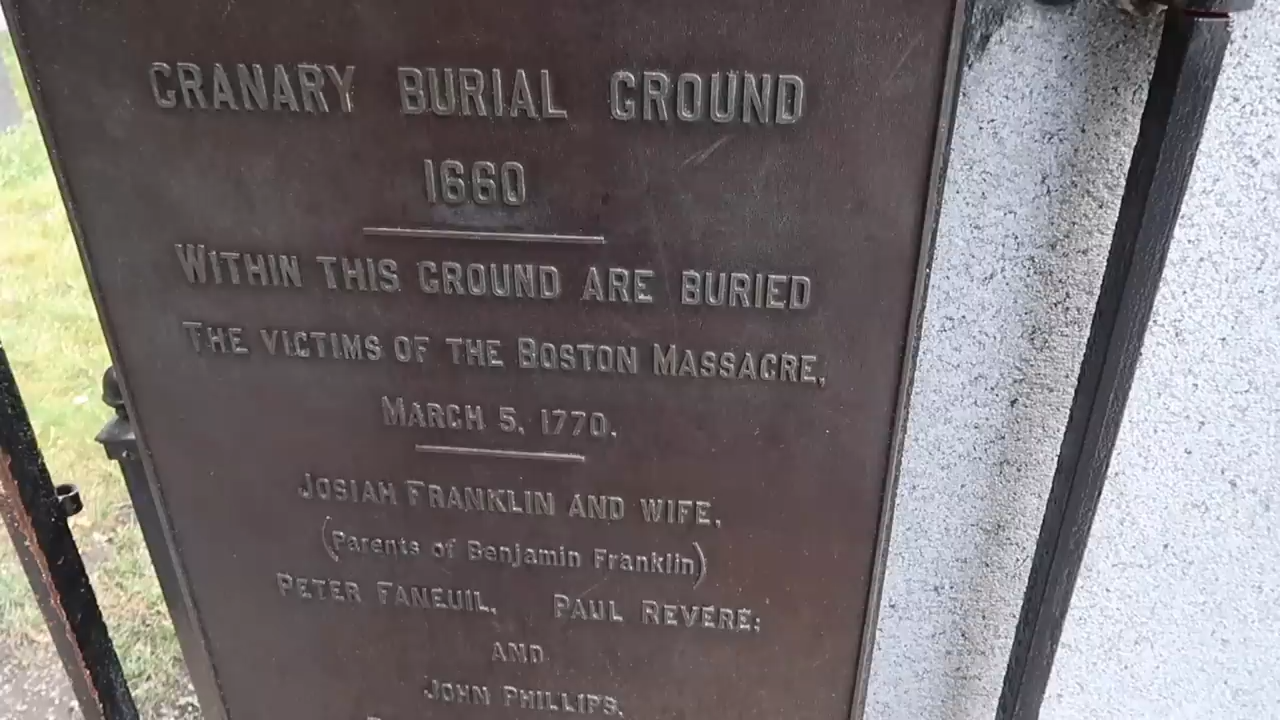 GRANARY BURIAL GROUND
1660
WITHIN THIS GROUND ARE BURIED
THE VICTIMS OF THE BOSTON MASSACRE,
MARCH 5, 1770.
JOSIAH FRANKLIN AND WIFE,
(Parents of Benjamin Franklin)
PETER FANEUIL, PAUL REVERE;
AND
JOHN PHILLIPS,